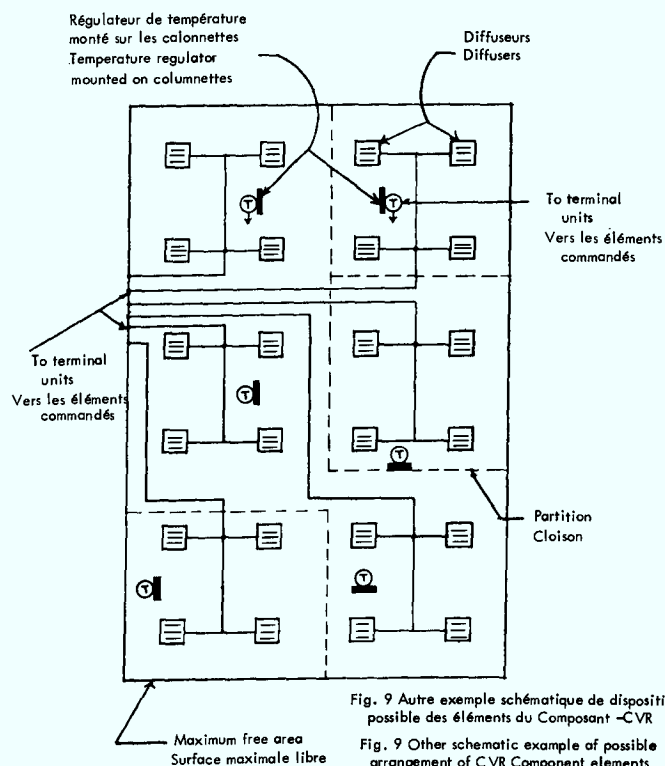 Régulateur de température
monté sur les calonnettes
Temperature regulator
mounted on columnettes
Diffuseurs
Diffusers
T
T
To terminal
units
Vers les éléments
commandés
To terminal
units
Vers les éléments
commandés
T
T
Partition
Cloison
T
T
Maximum free area
Surface maximale libre
Fig. 9 Autre exemple schématique de dispositi
possible des éléments du Composant -CVR
Fig. 9 Other schematic example of possible
arrangement of CVR Component elements